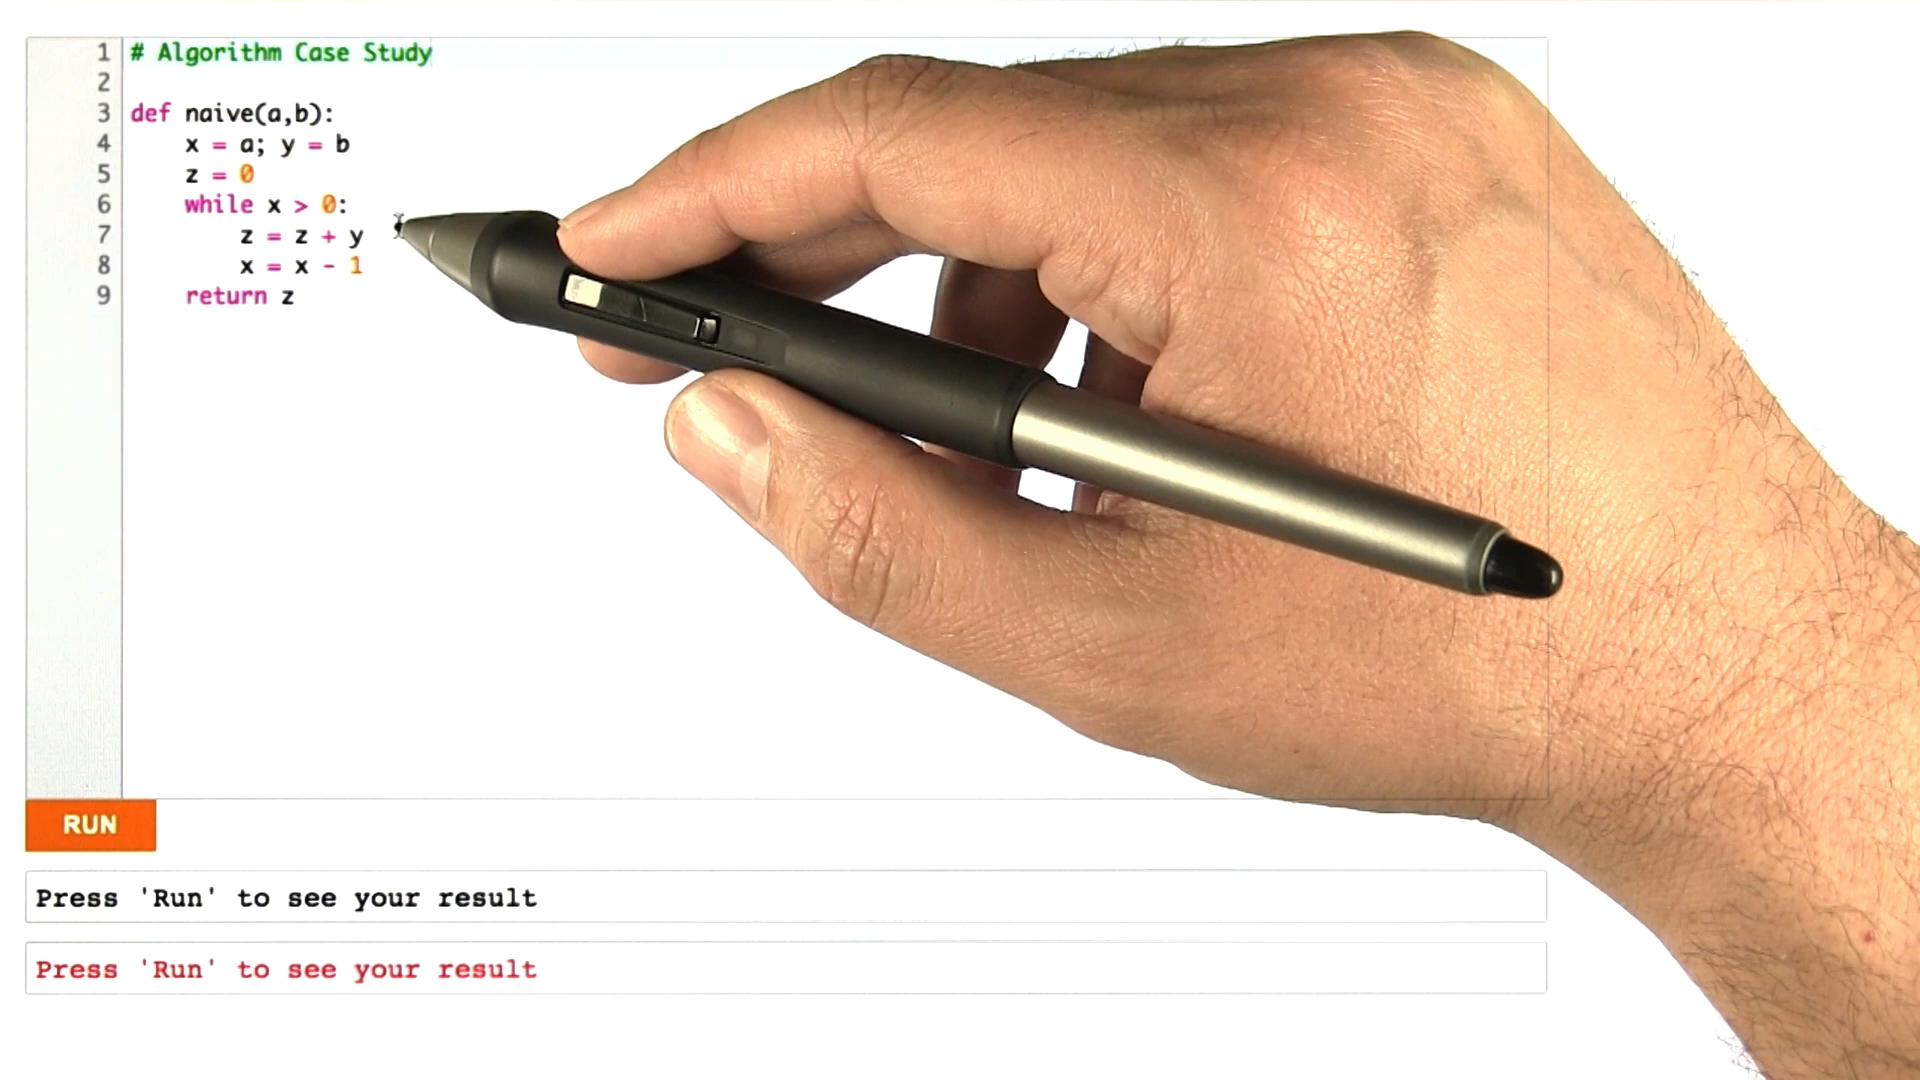 1 # Algorithm Case Study
2
3 def naive(a,b):
4 x = a; y = b
5 z = 0
6 while x > 0:
7 z = z + y
8 x = x - 1
9 return z
RUN
Press 'Run' to see your result
Press 'Run' to see your result